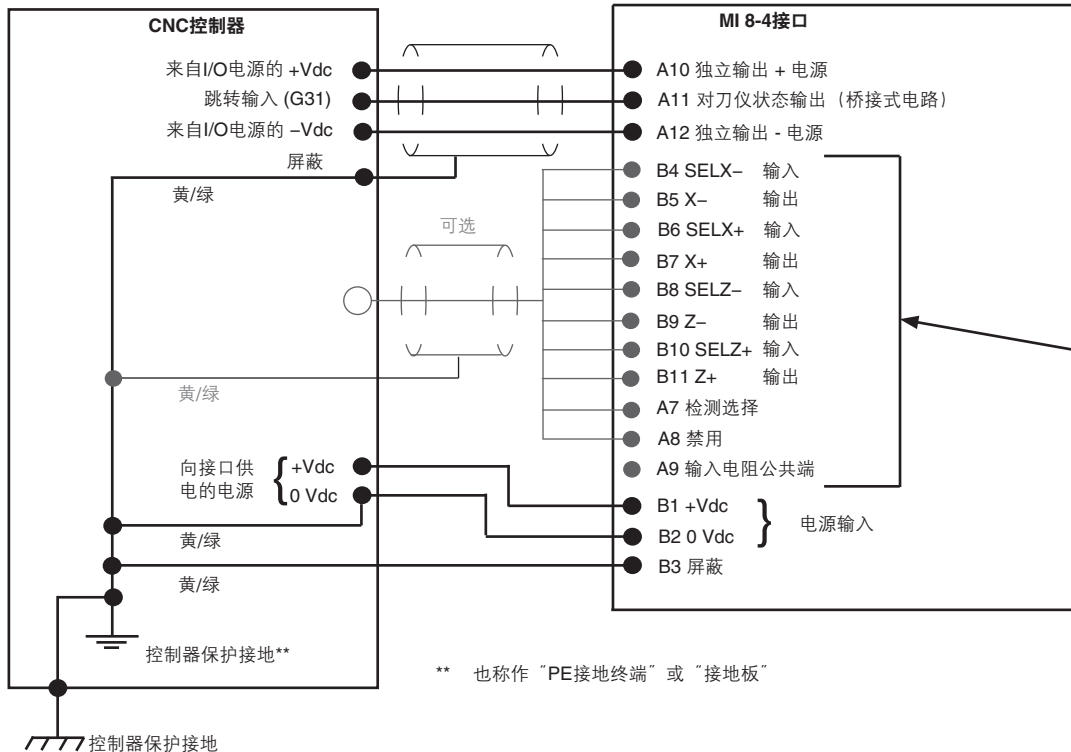 CNC控制器
MI 8-4接口
来自I/O电源的 +Vdc
A10 独立输出 + 电源
跳转输入 (G31)
A11 对刀仪状态输出（桥接式电路）
来自I/O电源的 –Vdc
A12 独立输出 - 电源
屏蔽
黄/绿
B4 SELX– 输入
B5 X– 输出
可选
B6 SELX+ 输入
B7 X+ 输出
B8 SELZ– 输入
B9 Z– 输出
B10 SELZ+ 输入
B11 Z+ 输出
黄/绿
A7 检测选择
A8 禁用
A9 输入电阻公共端
向接口供
电的电源
{ +Vdc
0 Vdc
B1 +Vdc
B2 0 Vdc
} 电源输入
黄/绿
B3 屏蔽
黄/绿
控制器保护接地**
** 也称作“PE接地终端”或“接地板”
控制器保护接地